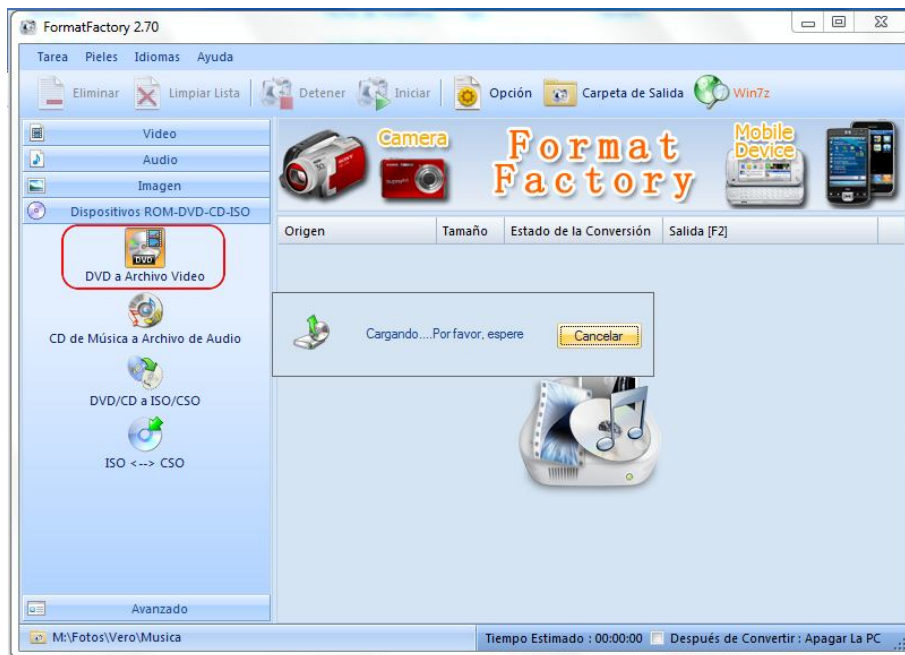 FormatFactory 2.70
Tarea Pieles Idiomas Ayuda
Eliminar Limpiar Lista Detener Iniciar Opción Carpeta de Salida Win7z
Video
Audio
Imagen
Dispositivos ROM-DVD-CD-ISO
DVD
DVD a Archivo Video
CD de Música a Archivo de Audio
DVD/CD a ISO/CSO
ISO <--> CSO
Avanzado
Camera
Format
Factory
Mobile
Device
Origen Tamaño Estado de la Conversión Salida [F2]
Cargando....Por favor, espere Cancelar
M:\Fotos\Vero\Musica
Tiempo Estimado : 00:00:00 Después de Convertir : Apagar La PC